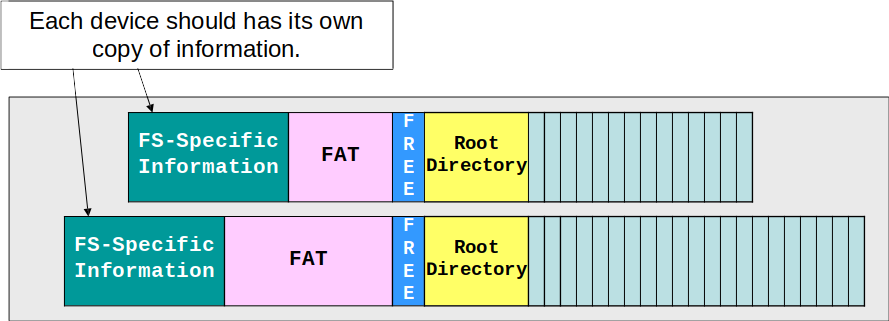 Each device should has its own
copy of information.
FS-Specific
Information
FAT
F
R
E
E
Root
Directory
FS-Specific
Information
FAT
F
R
E
E
Root
Directory